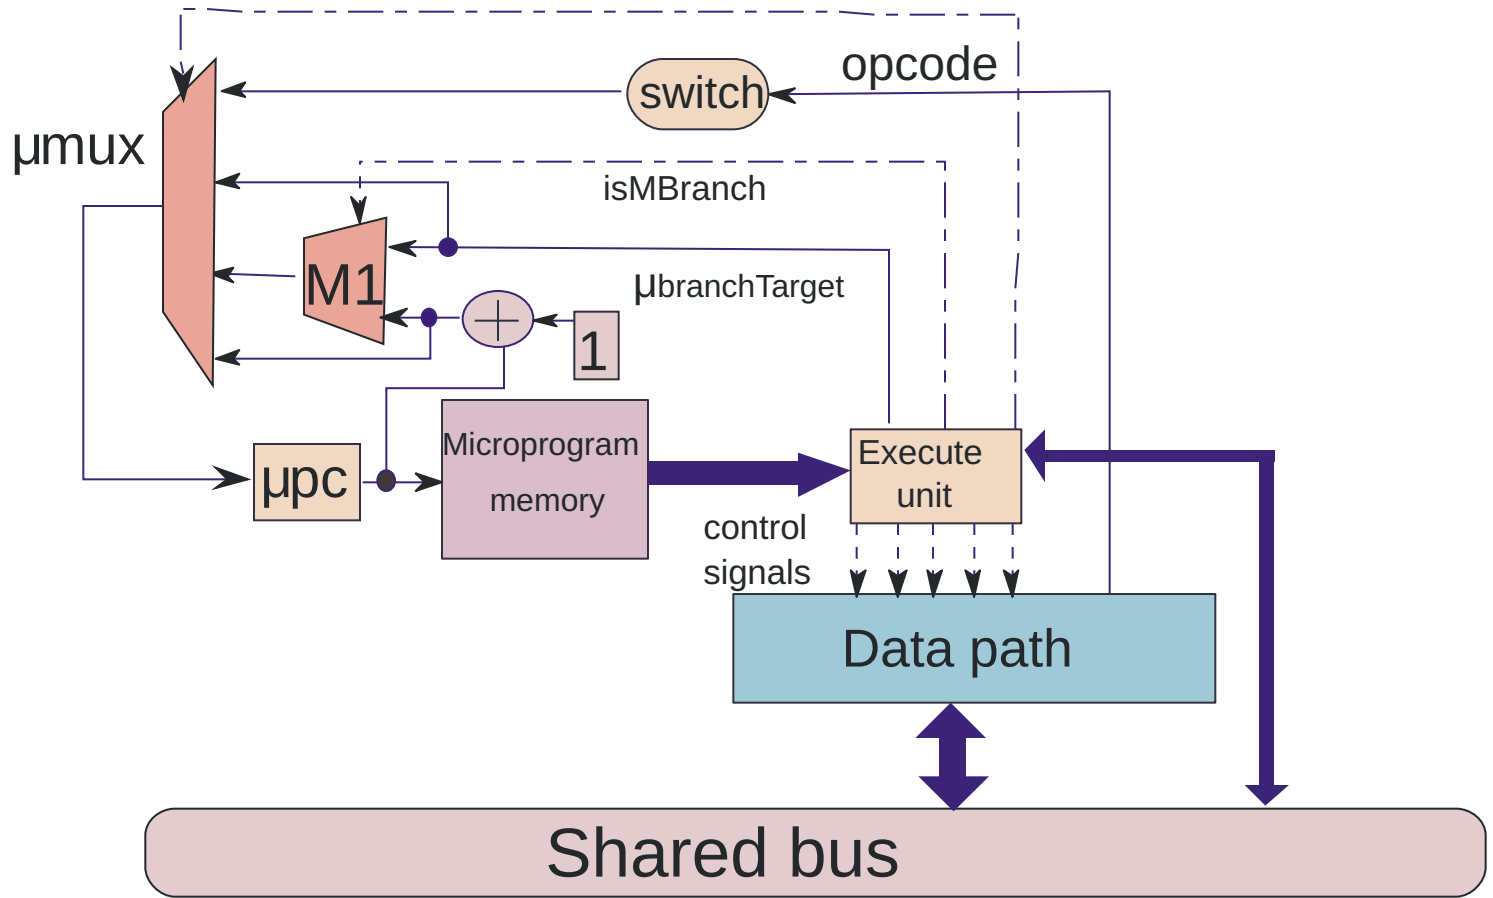 opcode
switch
μmux
isMBranch
M1
μbranchTarget
1
Microprogram
memory
Execute
unit
μpc
control
signals
Data path
Shared bus